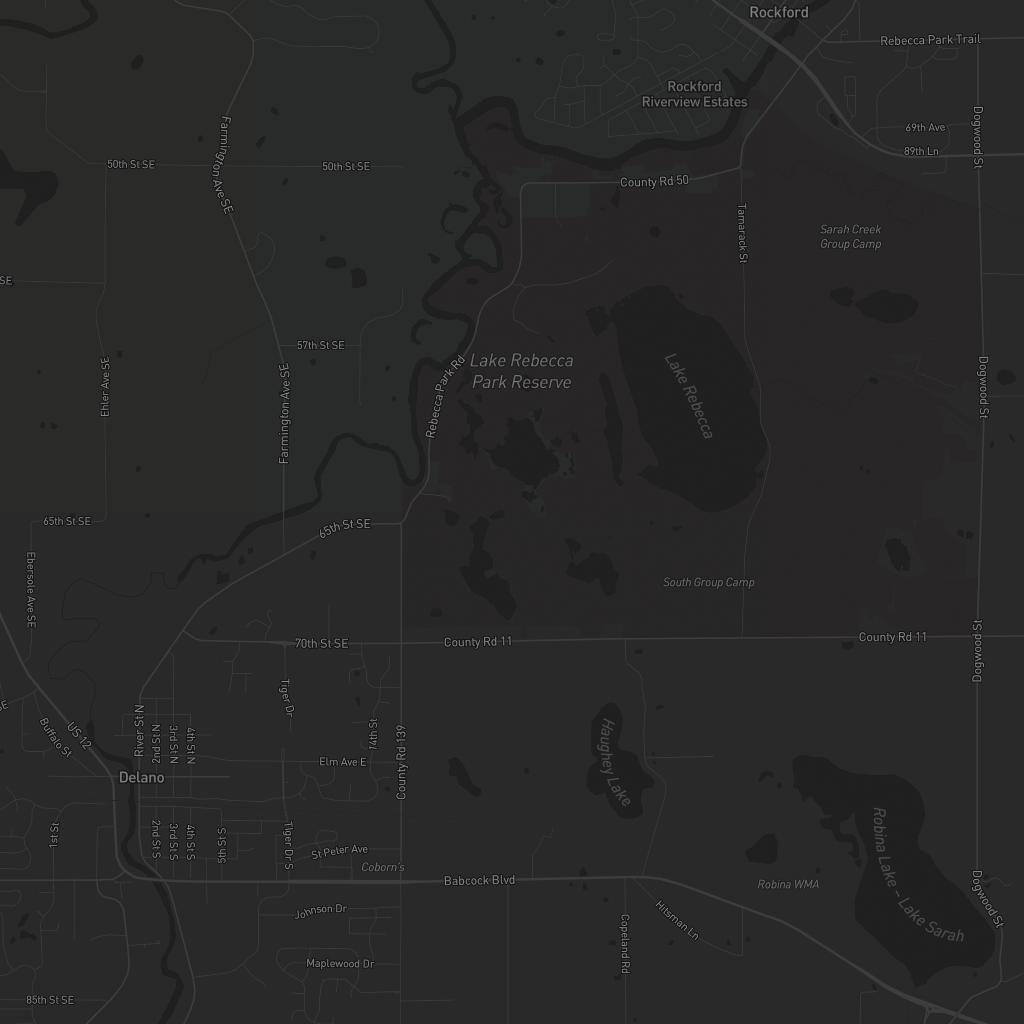 Rockford
Rebecca Park Trail
Rockford
Riverview Estates
Farmington Ave SE
69th Ave
Dogwood St
89th Ln
50th St SE
50th St SE
County Rd 50
Tamarack St
Sarah Creek
Group Camp
SE
57th St SE
Ehler Ave SE
Farmington Ave SE
Rebecca Park Rd
Lake Rebecca
Park Reserve
Lake Rebecca
Dogwood St
65th St SE
65th St SE
Ebersole Ave SE
South Group Camp
70th St SE
County Rd 11
County Rd 11
Dogwood St
Tiger Dr
SE
Buffalo St
US 12
River St N
2nd St N
3rd St N
4th St N
14th St
County Rd 139
Haughey Lake
Elm Ave E
Delano
1st St
2nd St S
3rd St S
4th St S
5th St S
Tiger Dr S
St Peter Ave
Coborn's
Babcock Blvd
Robina WMA
Robina Lake - Lake Sarah
Dogwood St
Johnson Dr
Hitsman Ln
Copeland Rd
Maplewood Dr
85th St SE